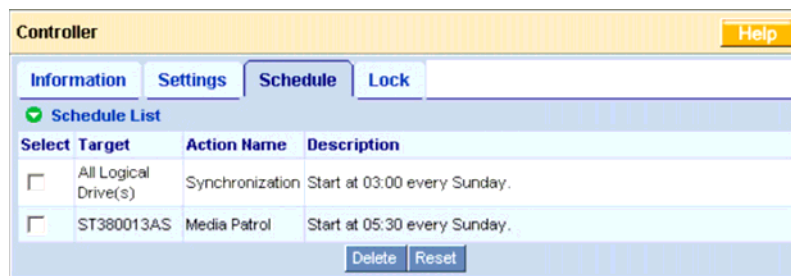 Controller
Help
Information Settings Schedule Lock
Schedule List
Select Target Action Name Description
All Logical
Drive(s) Synchronization Start at 03:00 every Sunday.
ST380013AS Media Patrol Start at 05:30 every Sunday.
Delete Reset